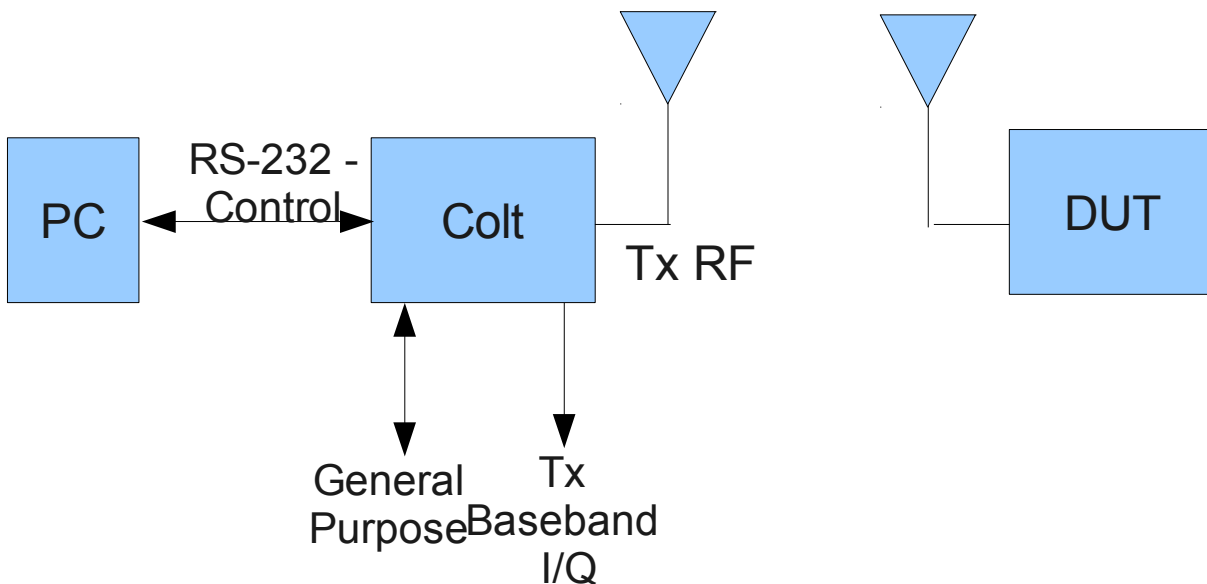 RS-232 -
Control
PC
Colt
DUT
Tx RF
General
Purpose
Tx
Baseband
I/Q